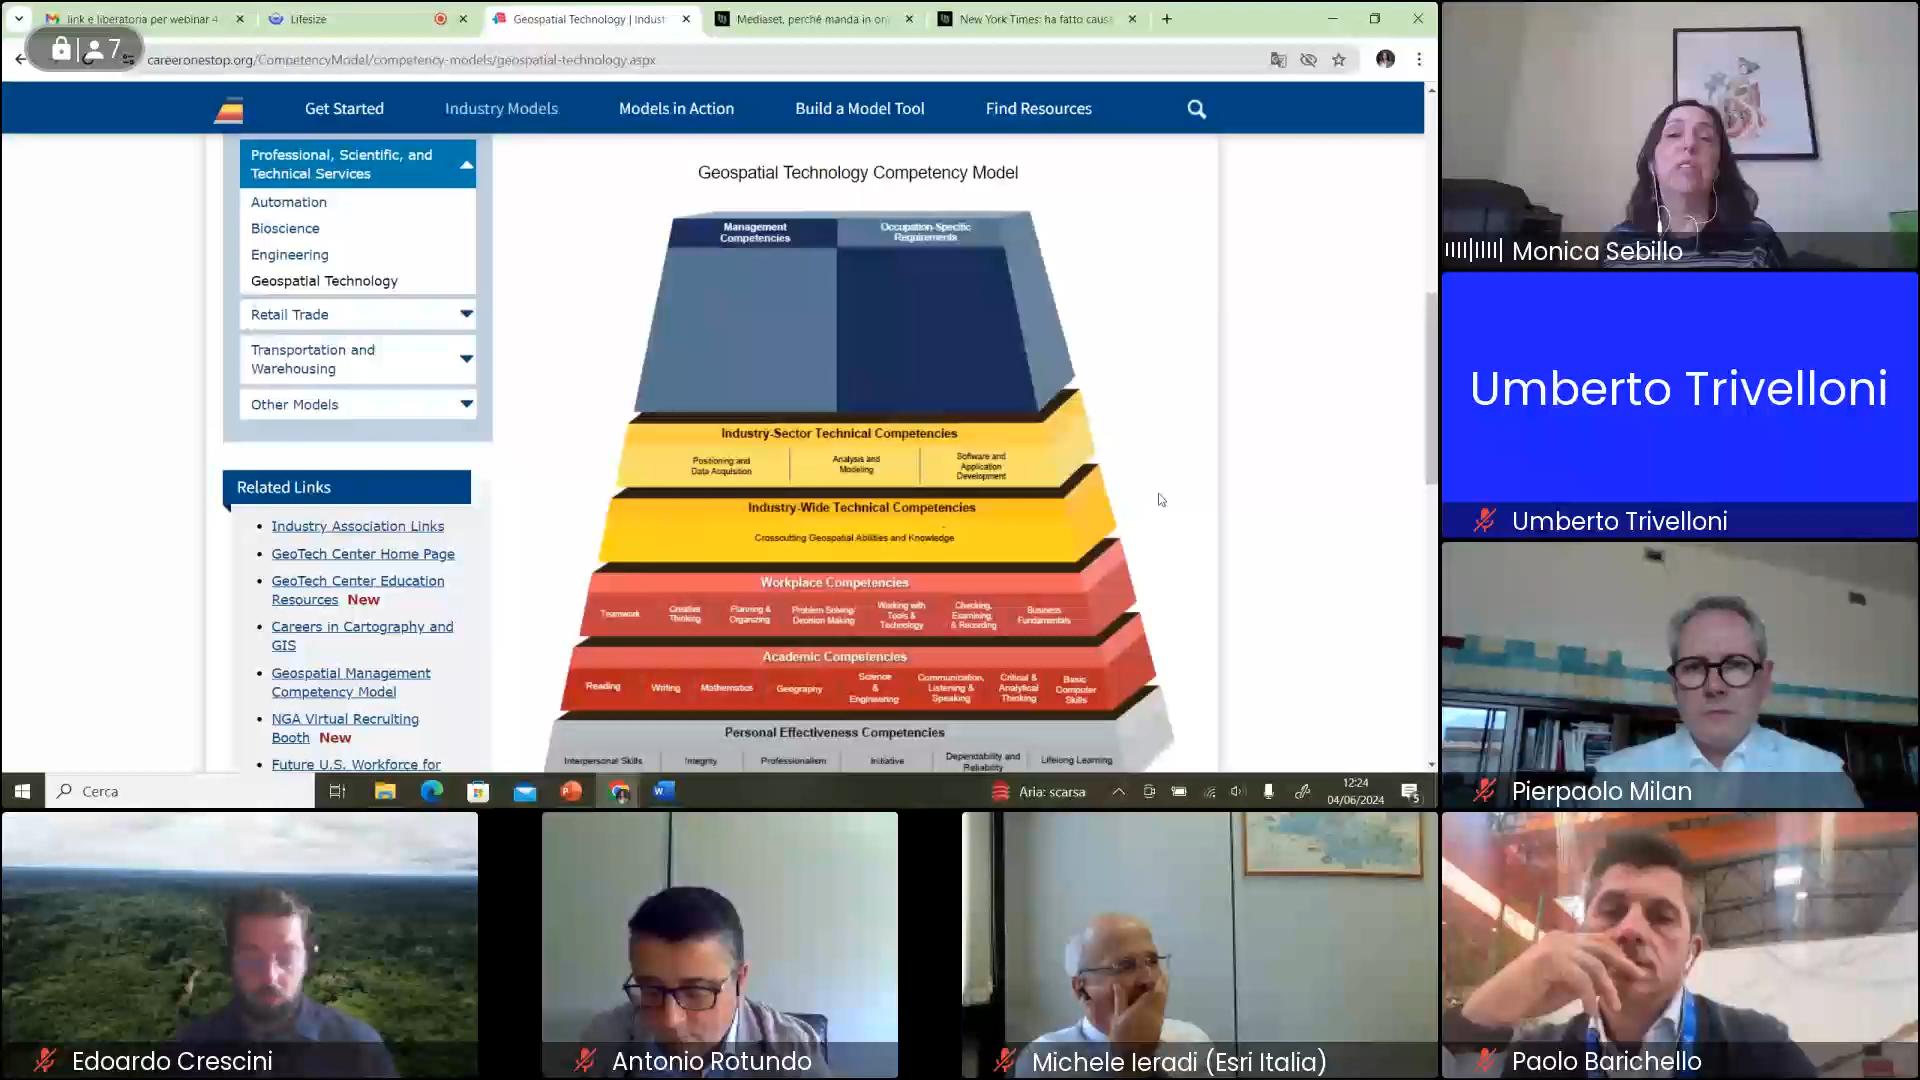 link e liberatoria per webinar 4
Lifesize
Geospatial Technology | Indust
Mediaset, perché manda in on
New York Times: ha fatto caus
7
careeronestop.org/CompetencyModel/competency-models/geospatial-technology.aspx
Get Started
Industry Models
Models in Action
Build a Model Tool
Find Resources
Professional, Scientific, and
Technical Services
Automation
Bioscience
Engineering
Geospatial Technology
Retail Trade
Transportation and
Warehousing
Other Models
Related Links
Industry Association Links
GeoTech Center Home Page
GeoTech Center Education
Resources New
Careers in Cartography and
GIS
Geospatial Management
Competency Model
NGA Virtual Recruiting
Booth New
Future U.S. Workforce for
Geospatial Technology Competency Model
Management
Competencies
Occupation-Specific
Requirements
Industry-Sector Technical Competencies
Positioning and
Data Acquisition
Analysis and
Modeling
Software and
Application
Development
Industry-Wide Technical Competencies
Crosscutting Geospatial Abilities and Knowledge
Workplace Competencies
Teamwork
Creative
Thinking
Planning &
Organizing
Problem Solving/
Decision Making
Working with
Tools &
Technology
Checking,
Examining,
& Recording
Business
Fundamentals
Academic Competencies
Reading
Writing
Mathematics
Geography
Science
&
Engineering
Communication,
Listening &
Speaking
Critical &
Analytical
Thinking
Basic
Computer
Skills
Personal Effectiveness Competencies
Interpersonal Skills
Integrity
Professionalism
Initiative
Dependability and
Reliability
Lifelong Learning
Cerca
Aria: scarsa
12:24
04/06/2024
5
Monica Sebillo
Umberto Trivelloni
Umberto Trivelloni
Pierpaolo Milan
Edoardo Crescini
Antonio Rotundo
Michele Ieradi (Esri Italia)
Paolo Barichello